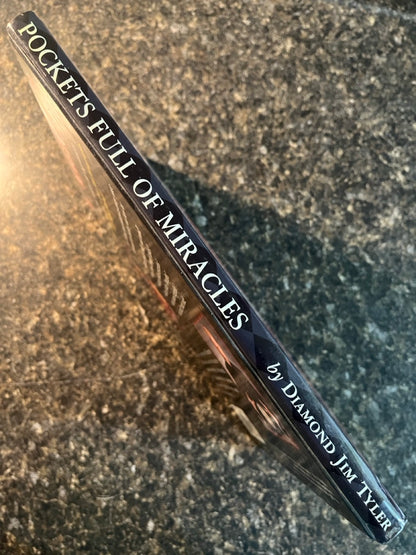 POCKETS FULL OF MIRACLES by DIAMOND JIM TYLER